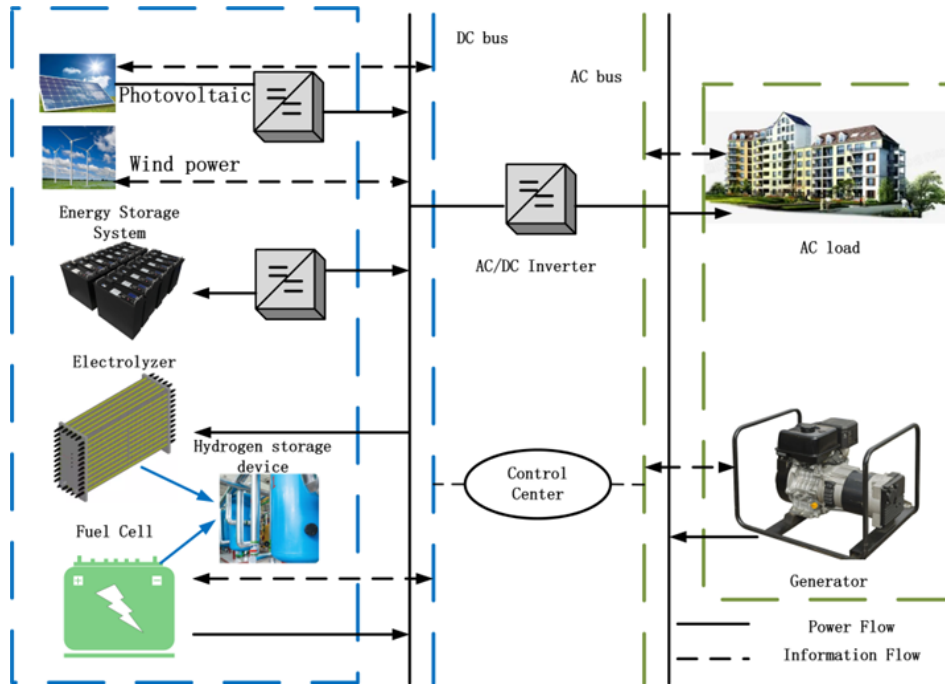 DC bus
AC bus
Photovoltaic
Wind power
Energy Storage
System
AC/DC Inverter
AC load
Electrolyzer
Hydrogen storage
device
Control
Center
Fuel Cell
+ −
Generator
Power Flow
Information Flow